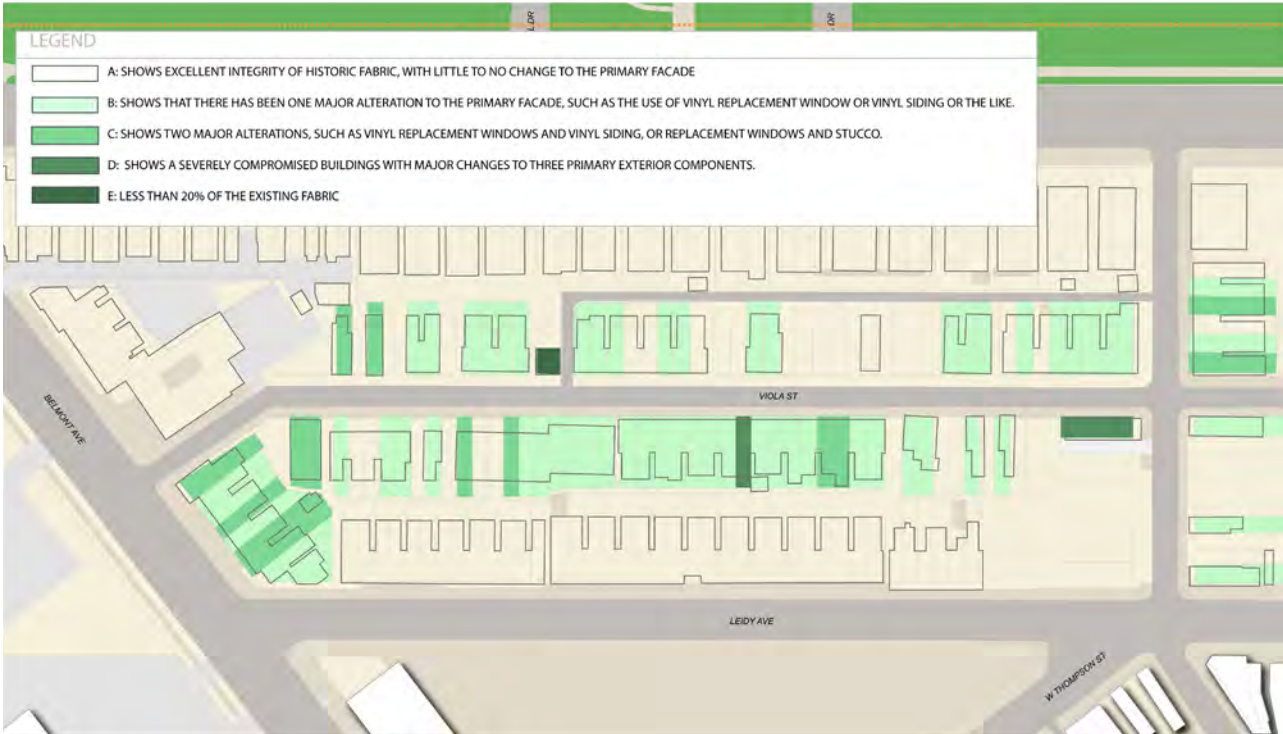 LEGEND
A: SHOWS EXCELLENT INTEGRITY OF HISTORIC FABRIC, WITH LITTLE TO NO CHANGE TO THE PRIMARY FACADE
B: SHOWS THAT THERE HAS BEEN ONE MAJOR ALTERATION TO THE PRIMARY FACADE, SUCH AS THE USE OF VINYL REPLACEMENT WINDOW OR VINYL SIDING OR THE LIKE.
C: SHOWS TWO MAJOR ALTERATIONS, SUCH AS VINYL REPLACEMENT WINDOWS AND VINYL SIDING, OR REPLACEMENT WINDOWS AND STUCCO.
D: SHOWS A SEVERELY COMPROMISED BUILDINGS WITH MAJOR CHANGES TO THREE PRIMARY EXTERIOR COMPONENTS.
E: LESS THAN 20% OF THE EXISTING FABRIC
BELMONT AVE
VIOLA ST
LEIDY AVE
W THOMPSON ST